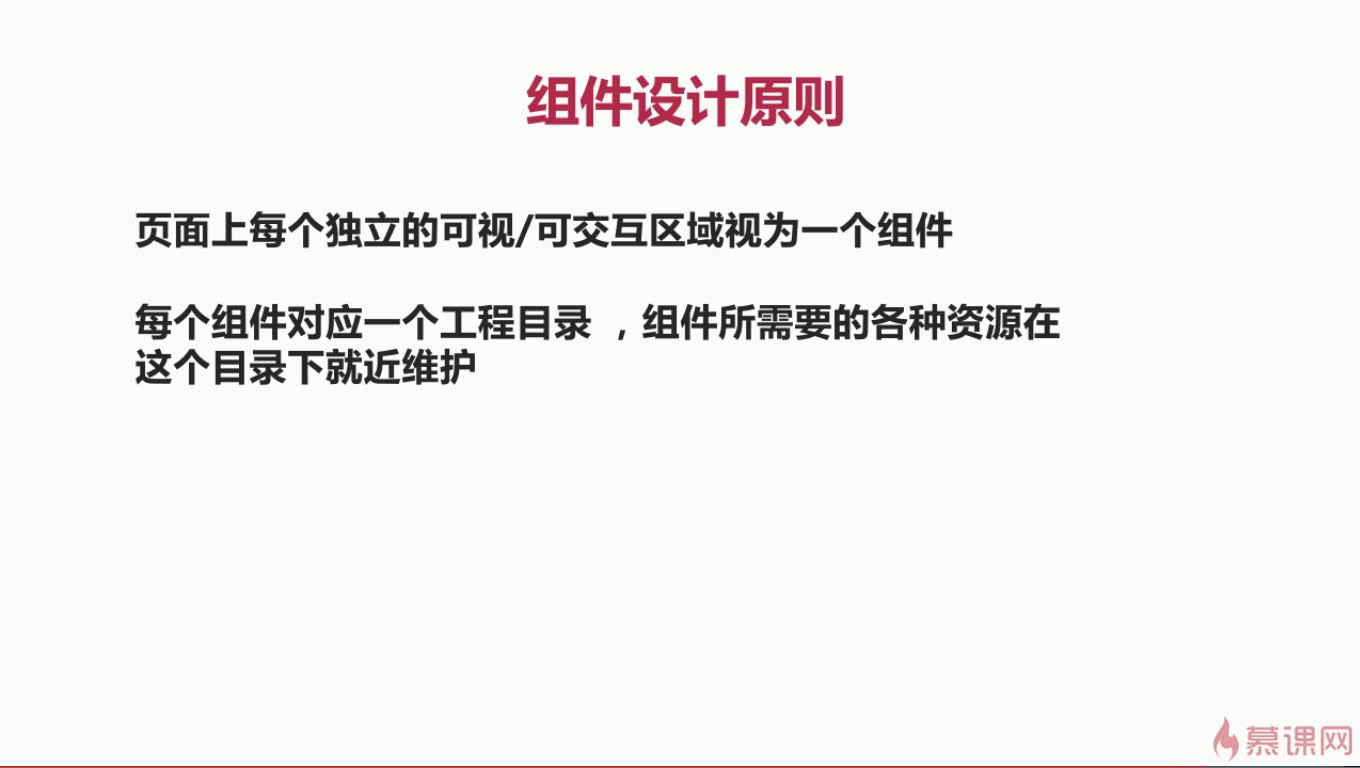 组件设计原则
页面上每个独立的可视/可交互区域视为一个组件
每个组件对应一个工程目录 ，组件所需要的各种资源在
这个目录下就近维护
慕课网